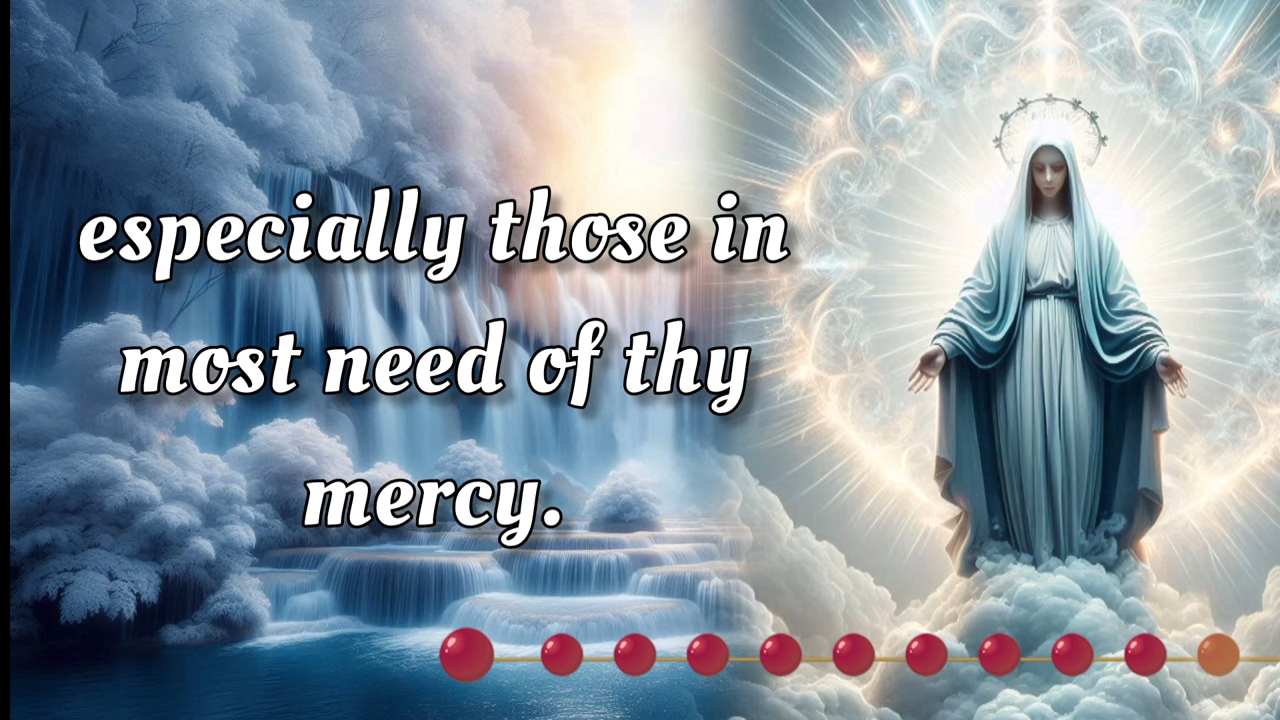 especially those in
most need of thy
mercy.